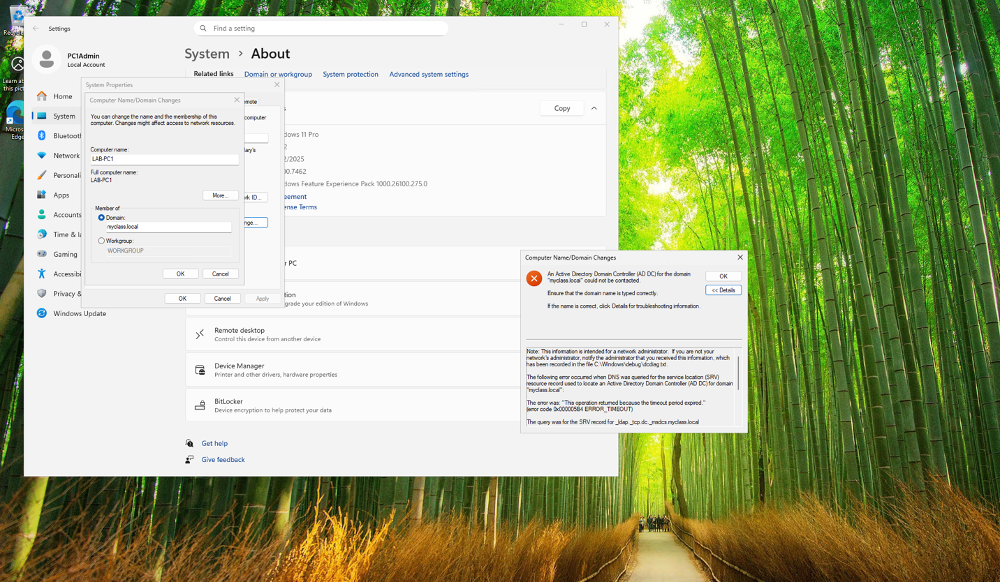 Recycle
Learn ab
this pict
Micros
Edge
Settings
Find a setting
PC1Admin
Local Account
Home
System
Bluetooth
Network
Personali
Apps
Accounts
Time & la
Gaming
Accessibi
Privacy &
Windows Update
System > About
Related links
Domain or workgroup
System protection
Advanced system settings
s
Copy
dows 11 Pro
2
2/2025
00.7462
dows Feature Experience Pack 1000.26100.275.0
eement
ense Terms
r PC
tion
grade your edition of Windows
Remote desktop
Control this device from another device
Device Manager
Printer and other drivers, hardware properties
BitLocker
Device encryption to help protect your data
Get help
Give feedback
System Properties
emote
computer
lary's
rk ID...
nge...
OK
Cancel
Apply
Computer Name/Domain Changes
You can change the name and the membership of this
computer. Changes might affect access to network resources.
Computer name:
LAB-PC1
Full computer name:
LAB-PC1
More...
Member of
Domain:
myclass.local
Workgroup:
WORKGROUP
OK
Cancel
Computer Name/Domain Changes
An Active Directory Domain Controller (AD DC) for the domain
"myclass.local" could not be contacted.
Ensure that the domain name is typed correctly.
If the name is correct, click Details for troubleshooting information.
OK
<< Details
Note: This information is intended for a network administrator. If you are not your
network's administrator, notify the administrator that you received this information, which
has been recorded in the file C:\Windows\debug\dcdiag.txt.
The following error occurred when DNS was queried for the service location (SRV)
resource record used to locate an Active Directory Domain Controller (AD DC) for domain
"myclass.local":
The error was: "This operation returned because the timeout period expired."
(error code 0x000005B4 ERROR_TIMEOUT)
The query was for the SRV record for _ldap._tcp.dc._msdcs.myclass.local